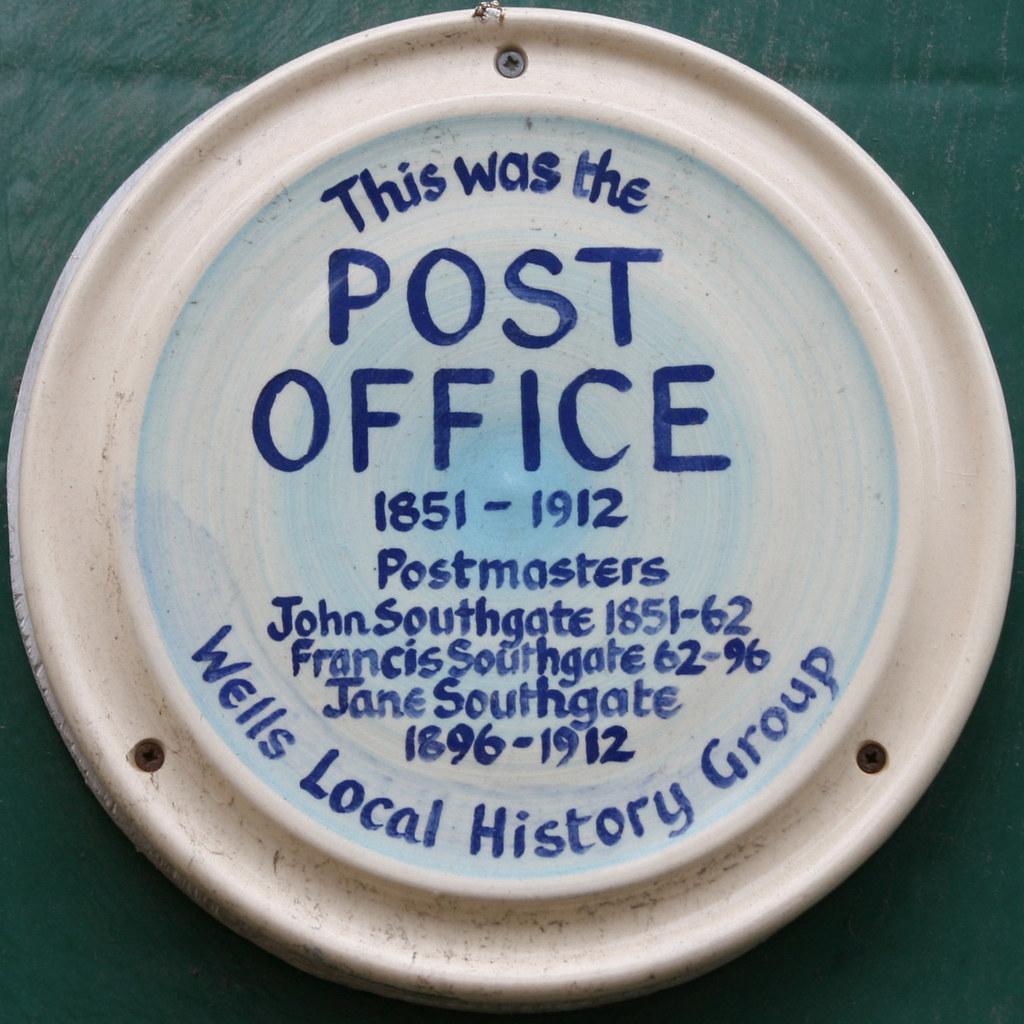 This was the
POST
OFFICE
1851 - 1912
Postmasters
John Southgate 1851-62
Francis Southgate 62-96
Jane Southgate
1896-1912
Wells Local History Group